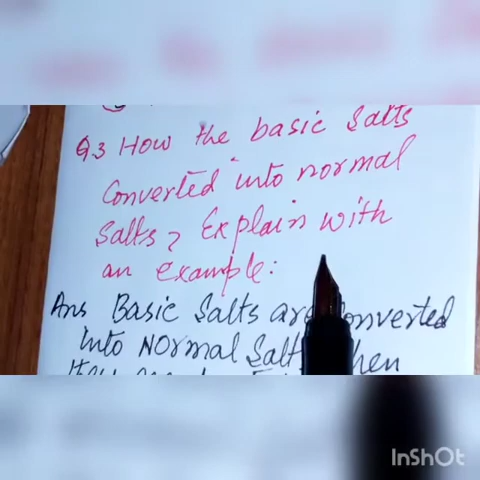 Q3 How the basic Salts
Converted into normal
Salts? Explain with
an example:
Ans Basic Salts are Converted
into Normal Salt
InShOt